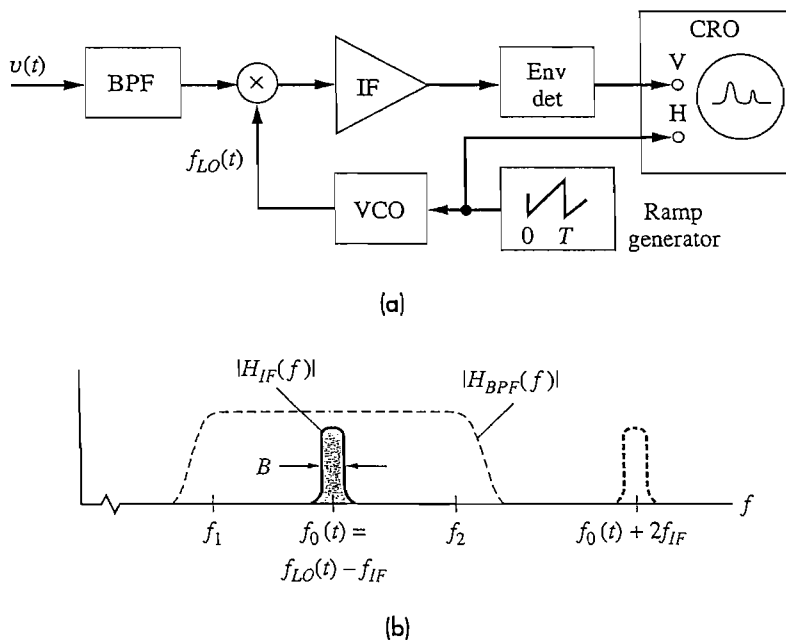 CRO
υ(t)
BPF
×
IF
Env
det
V
H
f_LO(t)
VCO
0 T
Ramp
generator
(a)
|H_IF(f)|
|H_BPF(f)|
B
f
f_1
f_0(t) =
f_LO(t) − f_IF
f_2
f_0(t) + 2f_IF
(b)